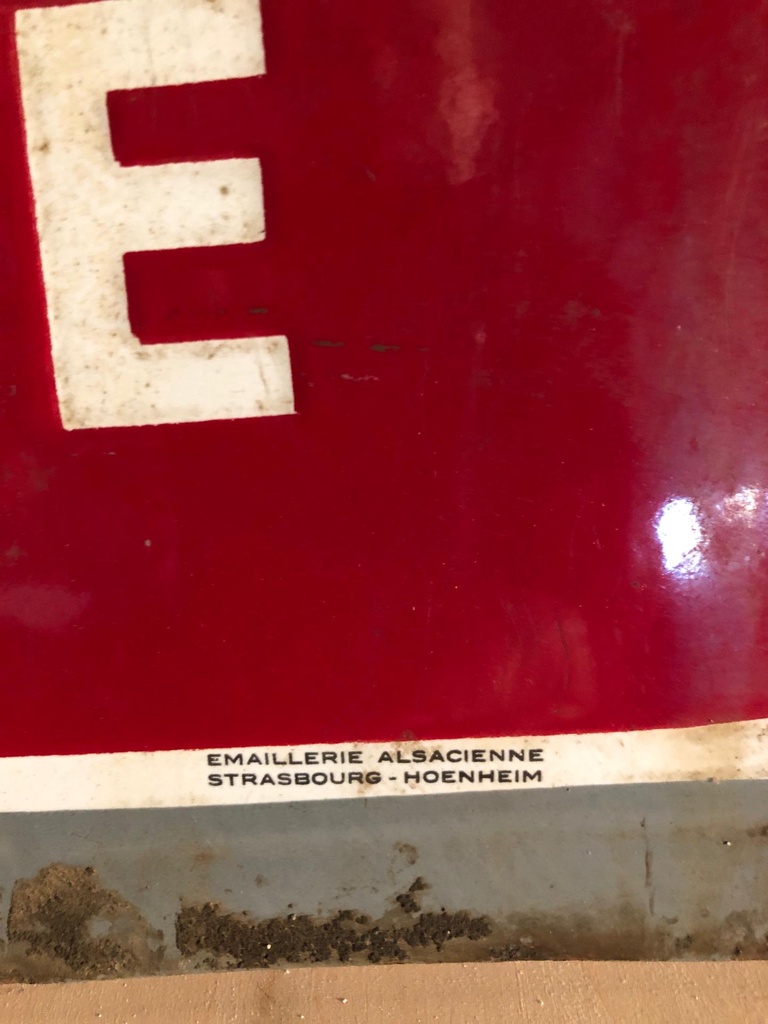 E
EMAILLERIE ALSACIENNE
STRASBOURG - HOENHEIM